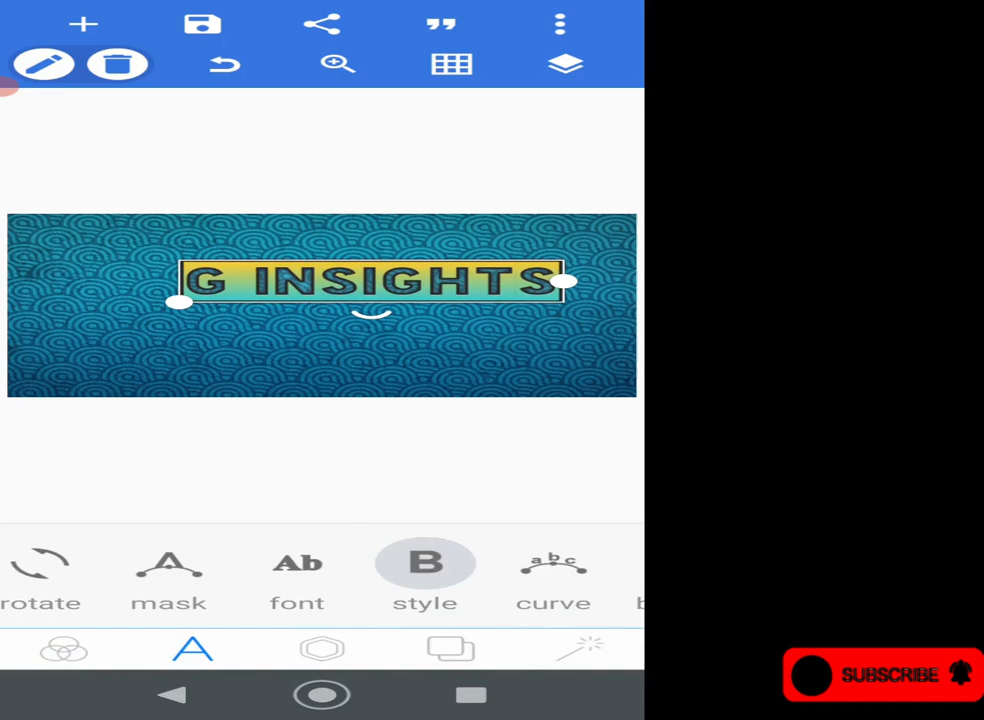 G INSIGHTS
A
Ab
B
abc
rotate
mask
font
style
curve
A
SUBSCRIBE